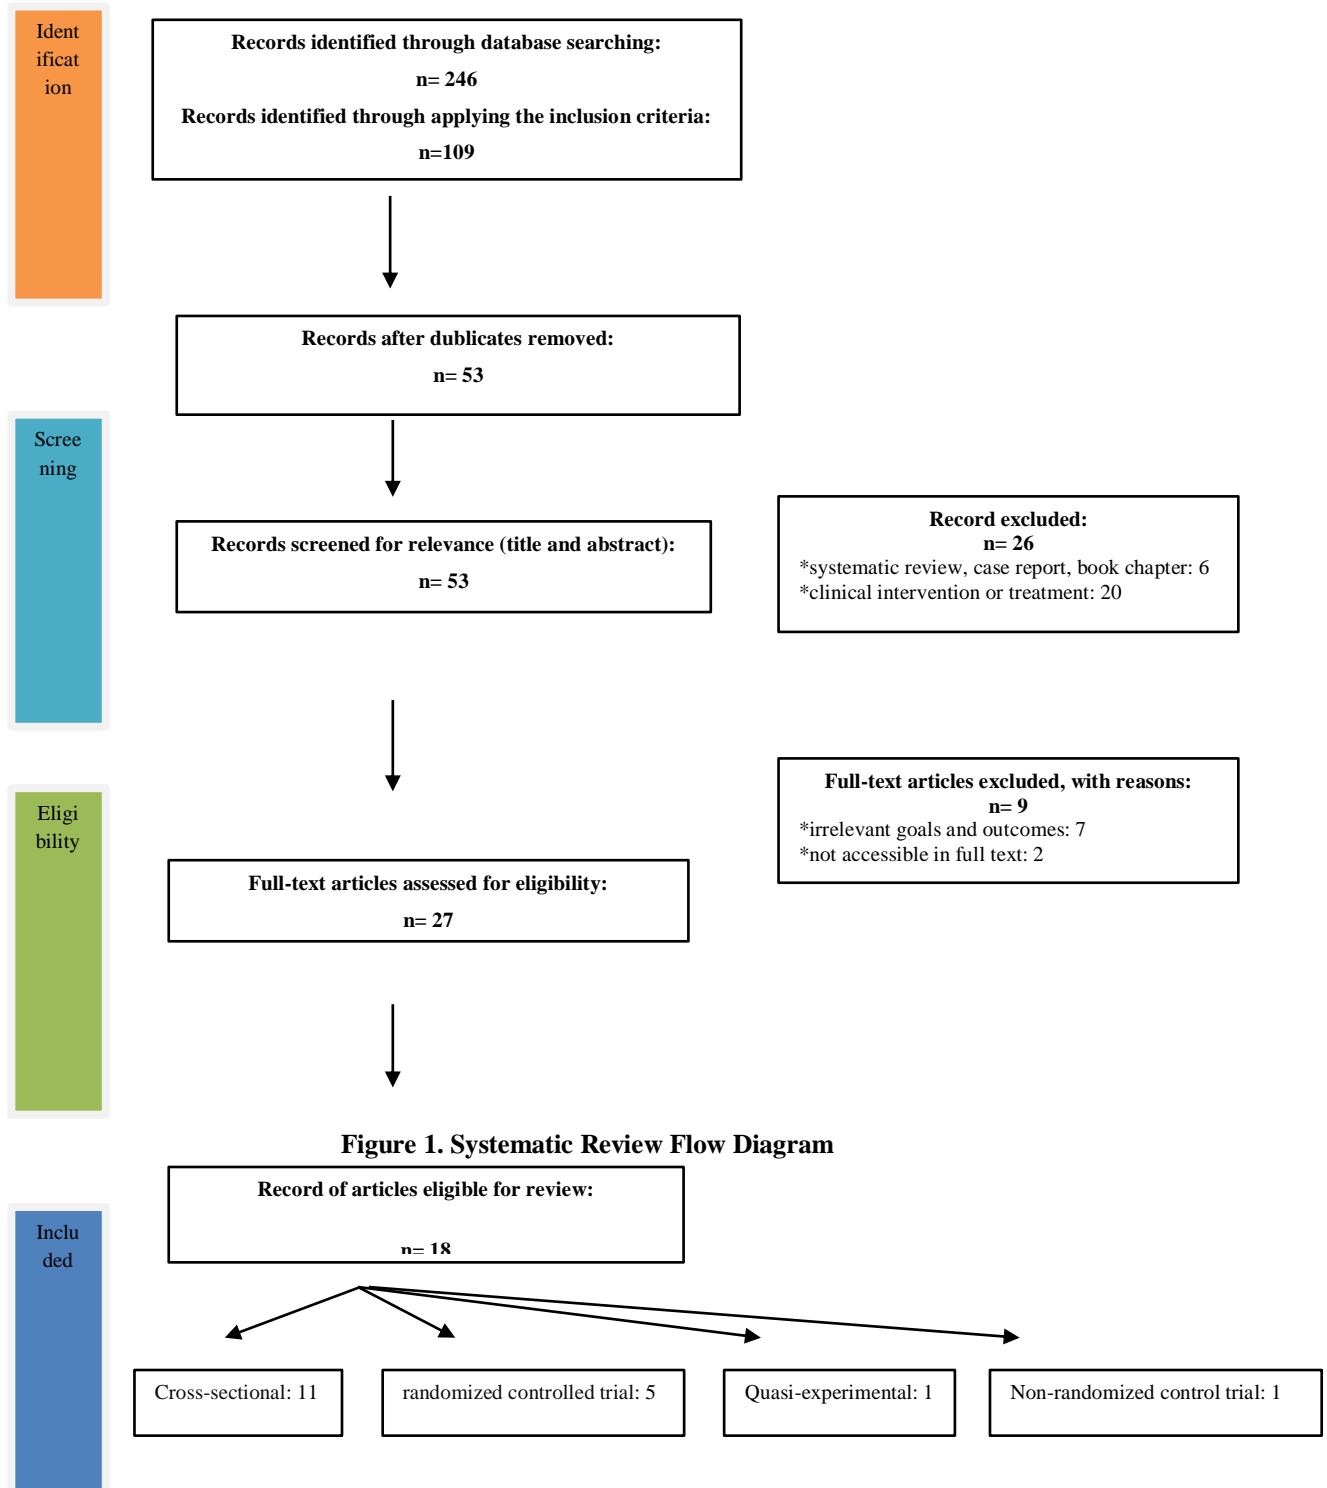 Ident
ificat
ion
Records identified through database searching:
n= 246
Records identified through applying the inclusion criteria:
n=109
Records after dublicates removed:
n= 53
Scree
ning
Records screened for relevance (title and abstract):
n= 53
Record excluded:
n= 26
*systematic review, case report, book chapter: 6
*clinical intervention or treatment: 20
Full-text articles excluded, with reasons:
n= 9
*irrelevant goals and outcomes: 7
*not accessible in full text: 2
Eligi
bility
Full-text articles assessed for eligibility:
n= 27
Figure 1. Systematic Review Flow Diagram
Record of articles eligible for review:
n= 18
Inclu
ded
Cross-sectional: 11
randomized controlled trial: 5
Quasi-experimental: 1
Non-randomized control trial: 1